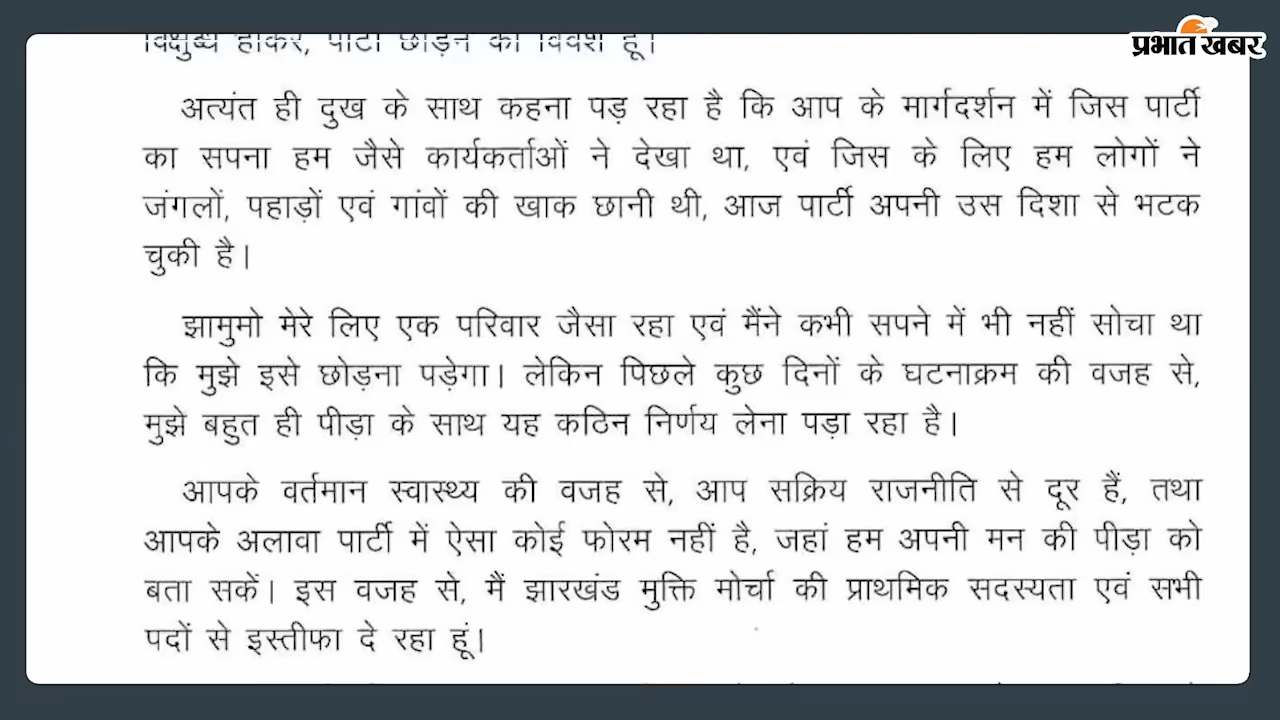 प्रभात खबर
विक्षुब्ध होकर, पार्टी छोड़ने को विवश हूं।
अत्यंत ही दुख के साथ कहना पड़ रहा है कि आप के मार्गदर्शन में जिस पार्टी
का सपना हम जैसे कार्यकर्ताओं ने देखा था, एवं जिस के लिए हम लोगों ने
जंगलों, पहाड़ों एवं गांवों की खाक छानी थी, आज पार्टी अपनी उस दिशा से भटक
चुकी है।
झामुमो मेरे लिए एक परिवार जैसा रहा एवं मैंने कभी सपने में भी नहीं सोचा था
कि मुझे इसे छोड़ना पड़ेगा। लेकिन पिछले कुछ दिनों के घटनाक्रम की वजह से,
मुझे बहुत ही पीड़ा के साथ यह कठिन निर्णय लेना पड़ा रहा है।
आपके वर्तमान स्वास्थ्य की वजह से, आप सक्रिय राजनीति से दूर हैं, तथा
आपके अलावा पार्टी में ऐसा कोई फोरम नहीं है, जहां हम अपनी मन की पीड़ा को
बता सकें। इस वजह से, मैं झारखंड मुक्ति मोर्चा की प्राथमिक सदस्यता एवं सभी
पदों से इस्तीफा दे रहा हूं।